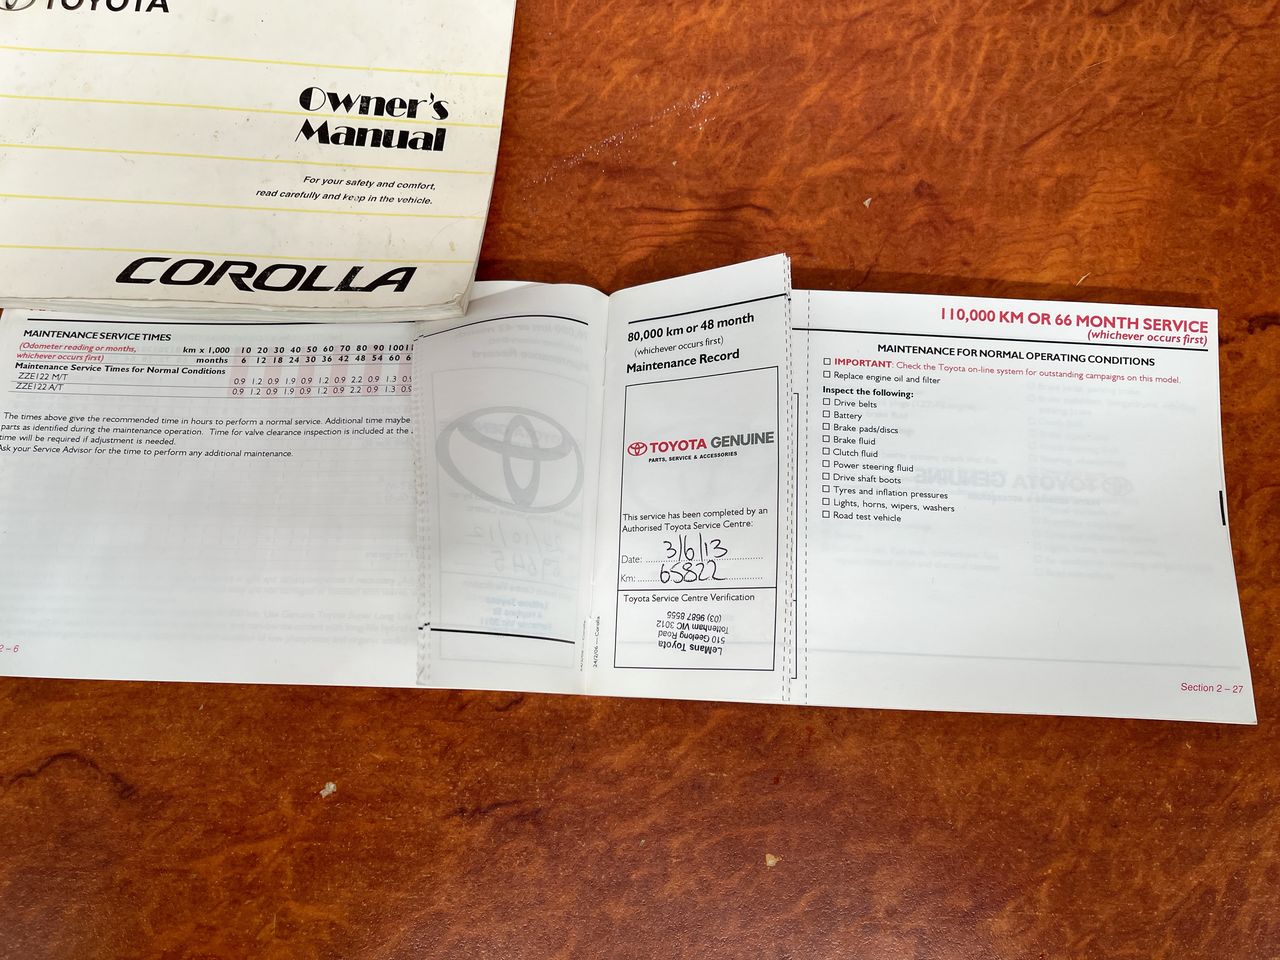 TOYOTA
Owner's
Manual
For your safety and comfort,
read carefully and keep in the vehicle.
COROLLA
MAINTENANCE SERVICE TIMES
(Odometer reading or months, km x 1,000 10 20 30 40 50 60 70 80 90 100
whichever occurs first) months 6 12 18 24 30 36 42 48 54 60
Maintenance Service Times for Normal Conditions
ZZE122 M/T 0.9 1.2 0.9 1.9 0.9 1.2 0.9 2.2 0.9 1.3
ZZE122 A/T 0.9 1.2 0.9 1.9 0.9 1.2 0.9 2.2 0.9 1.3
The times above give the recommended time in hours to perform a normal service. Additional time maybe
parts as identified during the maintenance operation. Time for valve clearance inspection is included at the
time will be required if adjustment is needed.
Ask your Service Advisor for the time to perform any additional maintenance.
2 – 6
24/2/06 — Corolla
80,000 km or 48 month
(whichever occurs first)
Maintenance Record
TOYOTA GENUINE
PARTS, SERVICE & ACCESSORIES
This service has been completed by an
Authorised Toyota Service Centre:
Date: 3/6/13
Km: 65822
Toyota Service Centre Verification
LeMans Toyota
510 Geelong Road
Tottenham VIC 3012
(03) 9687 8555
110,000 KM OR 66 MONTH SERVICE
(whichever occurs first)
MAINTENANCE FOR NORMAL OPERATING CONDITIONS
IMPORTANT: Check the Toyota on-line system for outstanding campaigns on this model.
Replace engine oil and filter
Inspect the following:
Drive belts
Battery
Brake pads/discs
Brake fluid
Clutch fluid
Power steering fluid
Drive shaft boots
Tyres and inflation pressures
Lights, horns, wipers, washers
Road test vehicle
Section 2 – 27